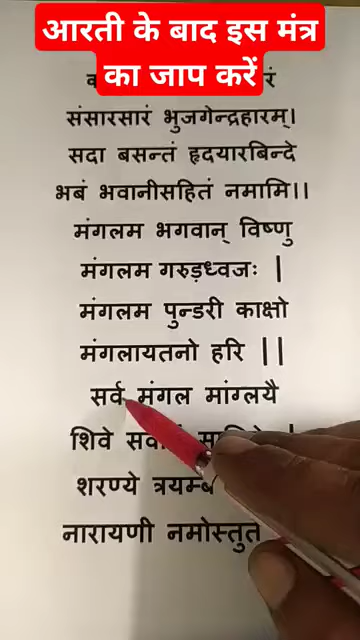 आरती के बाद इस मंत्र
का जाप करें
संसारसारं भुजगेन्द्रहारम्।
सदा बसन्तं हृदयारबिन्दे
भबं भवानीसहितं नमामि।।
मंगलम भगवान् विष्णु
मंगलम गरुड़ध्वजः |
मंगलम पुन्डरी काक्षो
मंगलायतनो हरि ||
सर्व मंगल मांग्लयै
शिवे
शरण्ये
नारायणी नमोस्तुते